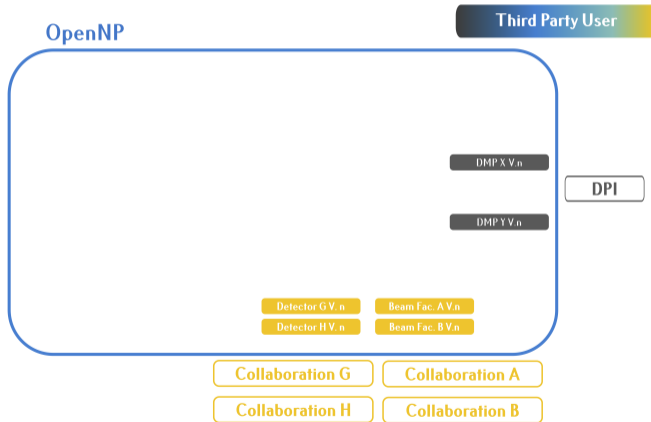 Third Party User
OpenNP
DMP X V.n
DPI
DMP Y V.n
Detector G V. n
Beam Fac. A V.n
Detector H V. n
Beam Fac. B V.n
Collaboration G
Collaboration A
Collaboration H
Collaboration B